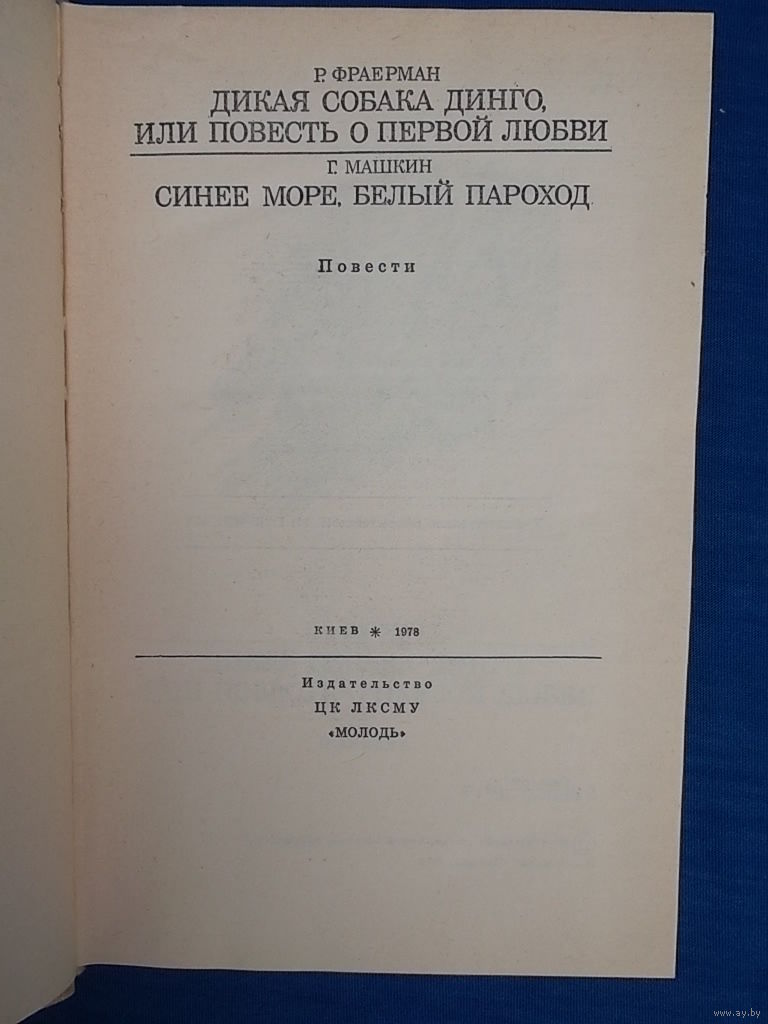 Р. ФРАЕРМАН
ДИКАЯ СОБАКА ДИНГО,
ИЛИ ПОВЕСТЬ О ПЕРВОЙ ЛЮБВИ
Г. МАШКИН
СИНЕЕ МОРЕ, БЕЛЫЙ ПАРОХОД
Повести
КИЕВ * 1978
Издательство
ЦК ЛКСМУ
«МОЛОДЬ»
www.ay.by